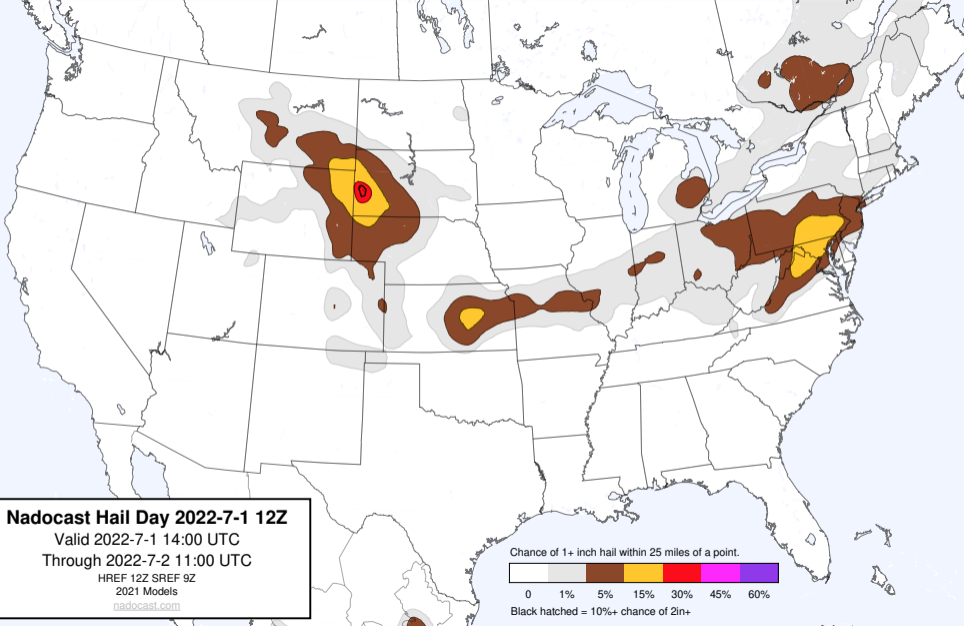 Nadocast Hail Day 2022-7-1 12Z
Valid 2022-7-1 14:00 UTC
Through 2022-7-2 11:00 UTC
HREF 12Z SREF 9Z
2021 Models
nadocast.com
Chance of 1+ inch hail within 25 miles of a point.
0 1% 5% 15% 30% 45% 60%
Black hatched = 10%+ chance of 2in+